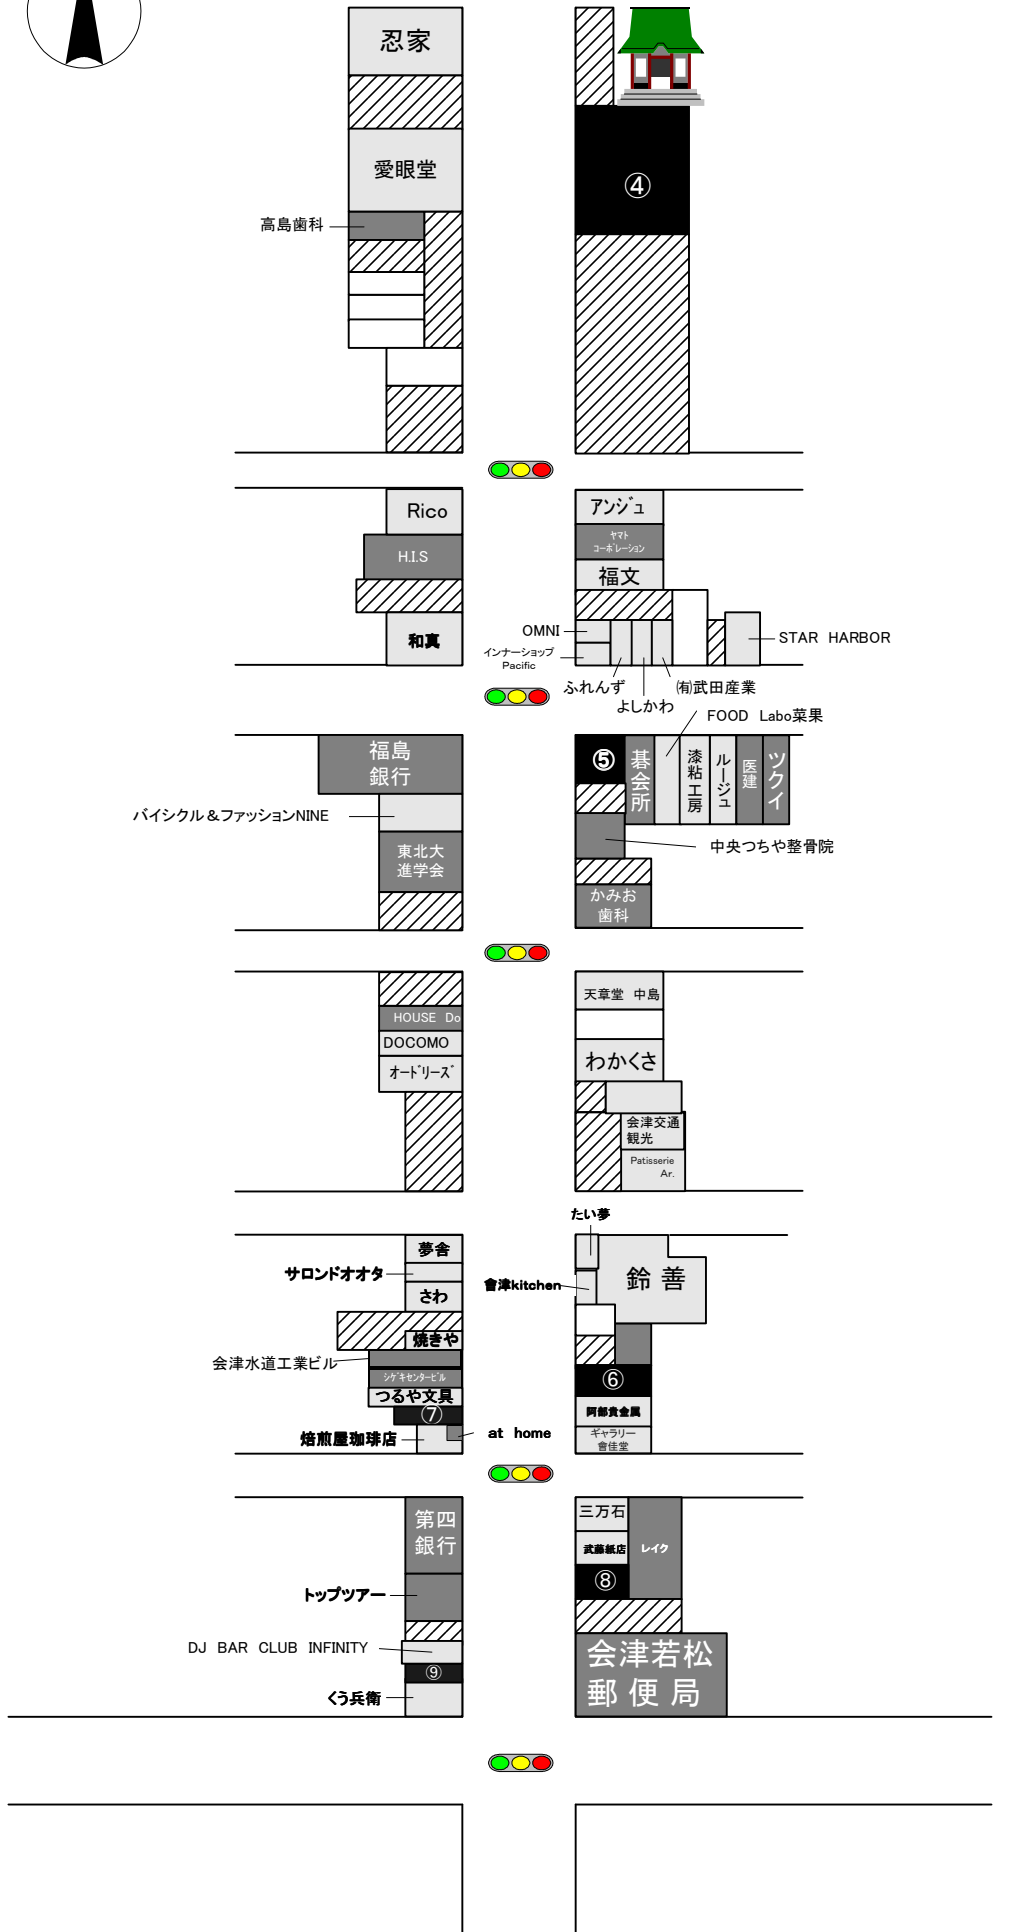 忍家
愛眼堂
④
高島歯科
Rico
H.I.S
和真
アンジュ
ヤマト
コーポレーション
福文
OMNI
インナーショップ
Pacific
ふれんず
よしかわ
㈲武田産業
STAR HARBOR
FOOD Labo菜果
福島
銀行
バイシクル＆ファッションNINE
東北大
進学会
⑤
碁会所
漆粘工房
ルージュ
医建
ツクイ
中央つちや整骨院
かみお
歯科
HOUSE Do
DOCOMO
オードリーズ
天章堂 中島
わかくさ
会津交通
観光
Patisserie
Ar.
夢舎
サロンドオオタ
さわ
焼きや
会津水道工業ビル
シゲキセンタービル
つるや文具
⑦
焙煎屋珈琲店
at home
たい夢
會津kitchen
鈴善
⑥
阿部貴金属
ギャラリー
會佳堂
第四
銀行
トップツアー
DJ BAR CLUB INFINITY
⑨
くう兵衛
三万石
武藤紙店
レイク
⑧
会津若松
郵便局